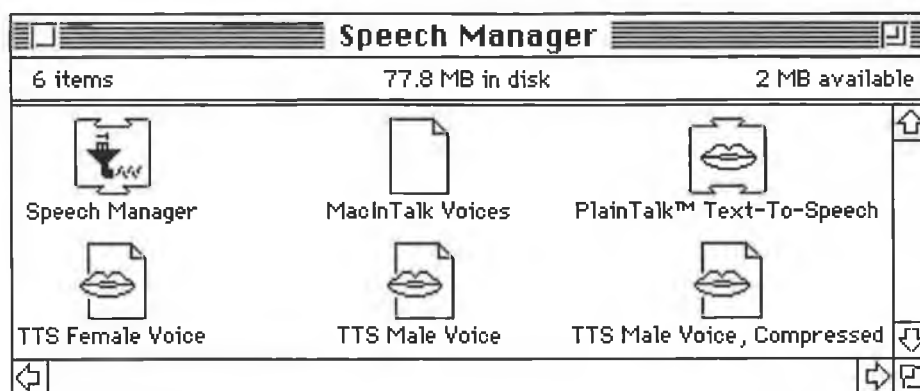 Speech Manager
6 items 77.8 MB in disk 2 MB available
Speech Manager MacinTalk Voices PlainTalk™ Text-To-Speech
TTS Female Voice TTS Male Voice TTS Male Voice, Compressed